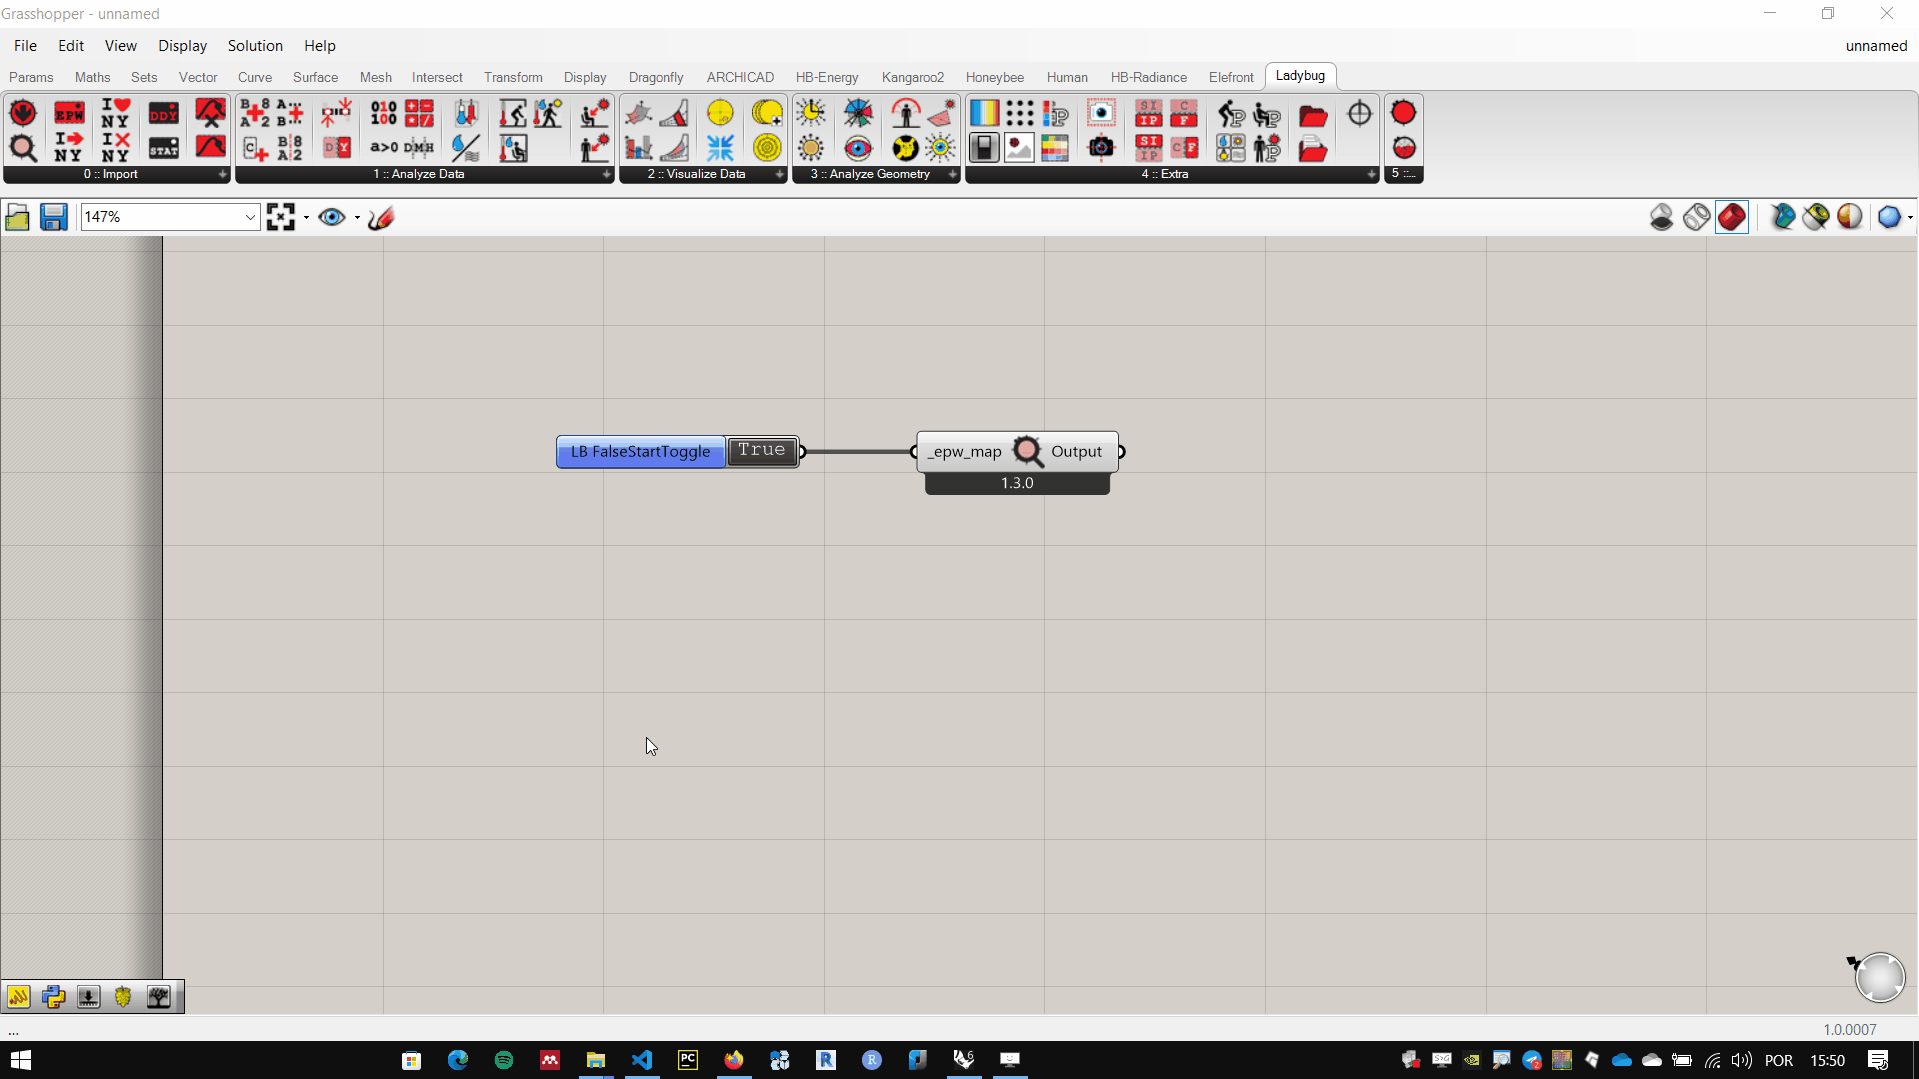 Grasshopper - unnamed
File Edit View Display Solution Help unnamed
Params Maths Sets Vector Curve Surface Mesh Intersect Transform Display Dragonfly ARCHICAD HB-Energy Kangaroo2 Honeybee Human HB-Radiance Elefront Ladybug
0 :: Import 1 :: Analyze Data 2 :: Visualize Data 3 :: Analyze Geometry 4 :: Extra 5 ::...
147%
LB FalseStartToggle True _epw_map Output
1.3.0
... 1.0.0007
POR 15:50